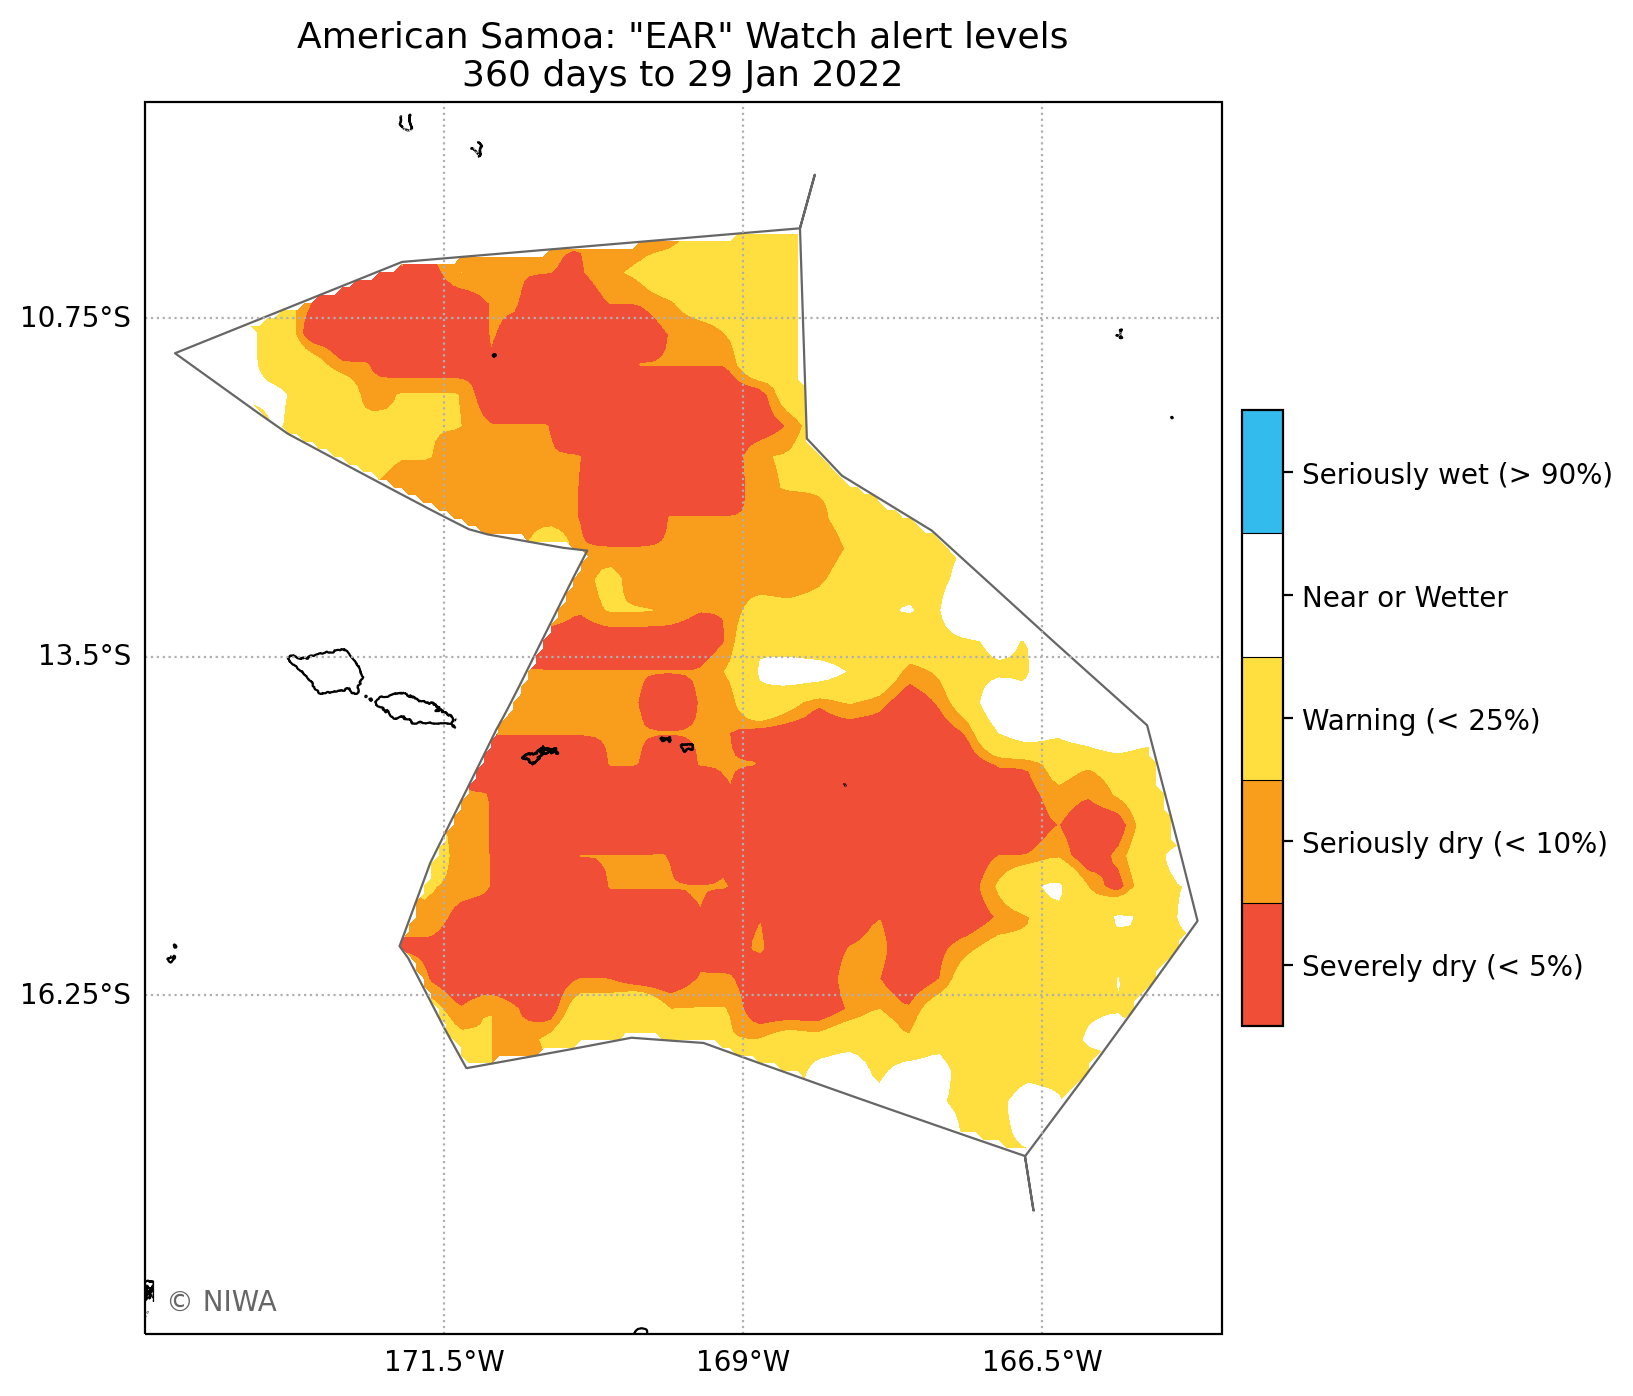 American Samoa: "EAR" Watch alert levels
360 days to 29 Jan 2022
10.75°S
13.5°S
16.25°S
171.5°W
169°W
166.5°W
Seriously wet (> 90%)
Near or Wetter
Warning (< 25%)
Seriously dry (< 10%)
Severely dry (< 5%)
© NIWA